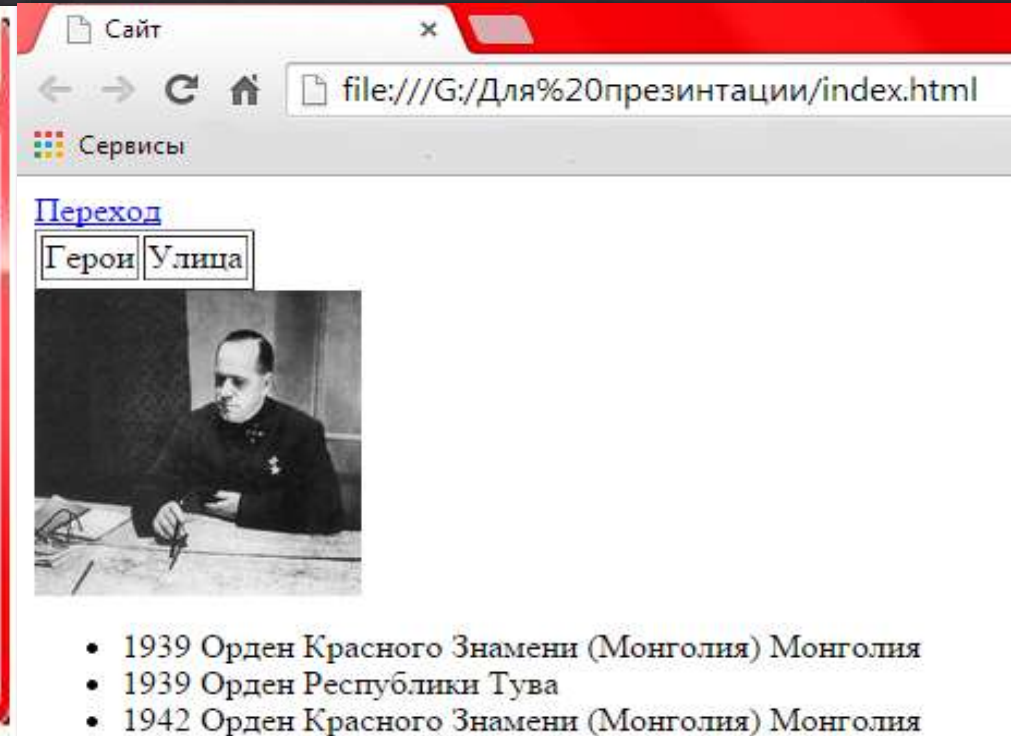 Сайт
file:///G:/Для%20презинтации/index.html
Сервисы
Переход
Герои Улица
1939 Орден Красного Знамени (Монголия) Монголия
1939 Орден Республики Тува
1942 Орден Красного Знамени (Монголия) Монголия